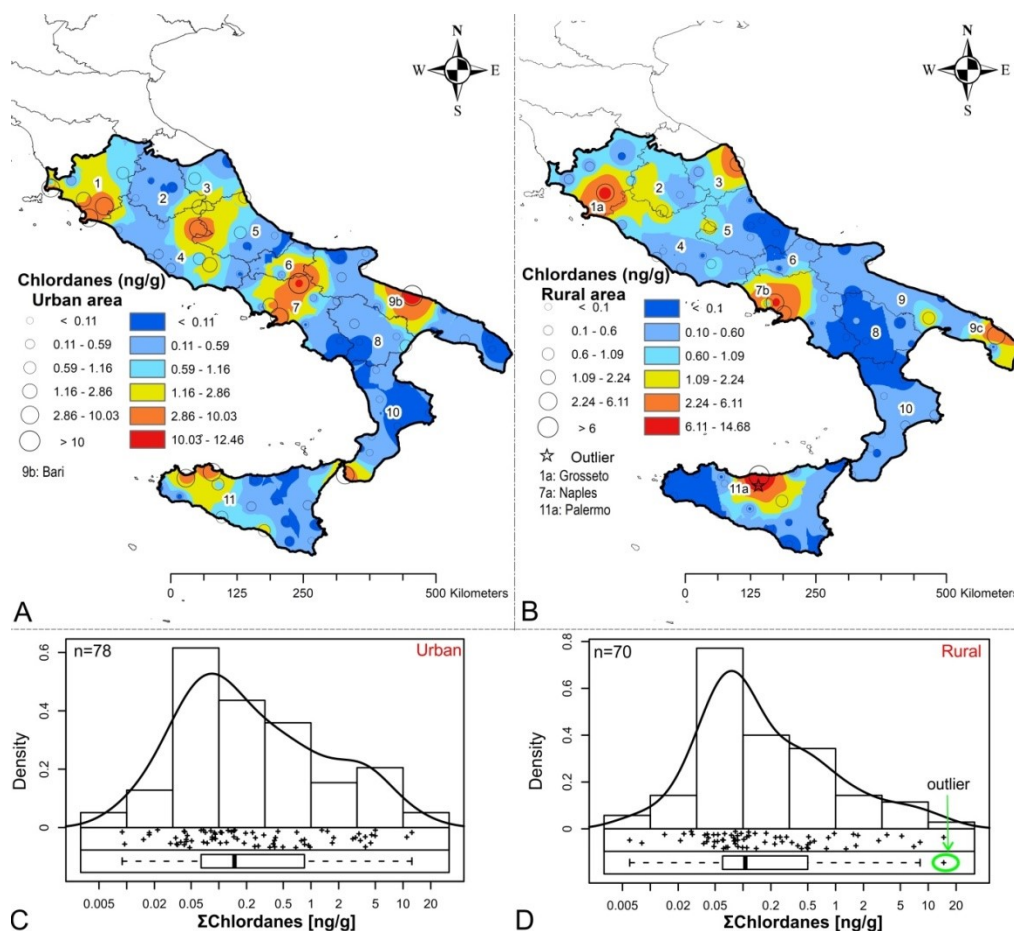 N
W E
S
1
2
3
4
5
6
7
8
9b
10
11
Chlordanes (ng/g)
Urban area
< 0.11 < 0.11
0.11 - 0.59 0.11 - 0.59
0.59 - 1.16 0.59 - 1.16
1.16 - 2.86 1.16 - 2.86
2.86 - 10.03 2.86 - 10.03
> 10 10.03 - 12.46
9b: Bari
0 125 250 500 Kilometers
A
N
W E
S
1a
2
3
4
5
6
7b
8
9
9c
10
11a
Chlordanes (ng/g)
Rural area
< 0.1 < 0.1
0.1 - 0.6 0.10 - 0.60
0.6 - 1.09 0.60 - 1.09
1.09 - 2.24 1.09 - 2.24
2.24 - 6.11 2.24 - 6.11
> 6 6.11 - 14.68
Outlier
1a: Grosseto
7a: Naples
11a: Palermo
0 125 250 500 Kilometers
B
n=78 Urban
Density
0 0.2 0.4 0.6
0.005 0.02 0.05 0.2 0.5 1 2 5 10 20
ΣChlordanes [ng/g]
C
n=70 Rural
Density
0 0.2 0.4 0.6 0.8
outlier
0.005 0.02 0.05 0.2 0.5 1 2 5 10 20
ΣChlordanes [ng/g]
D